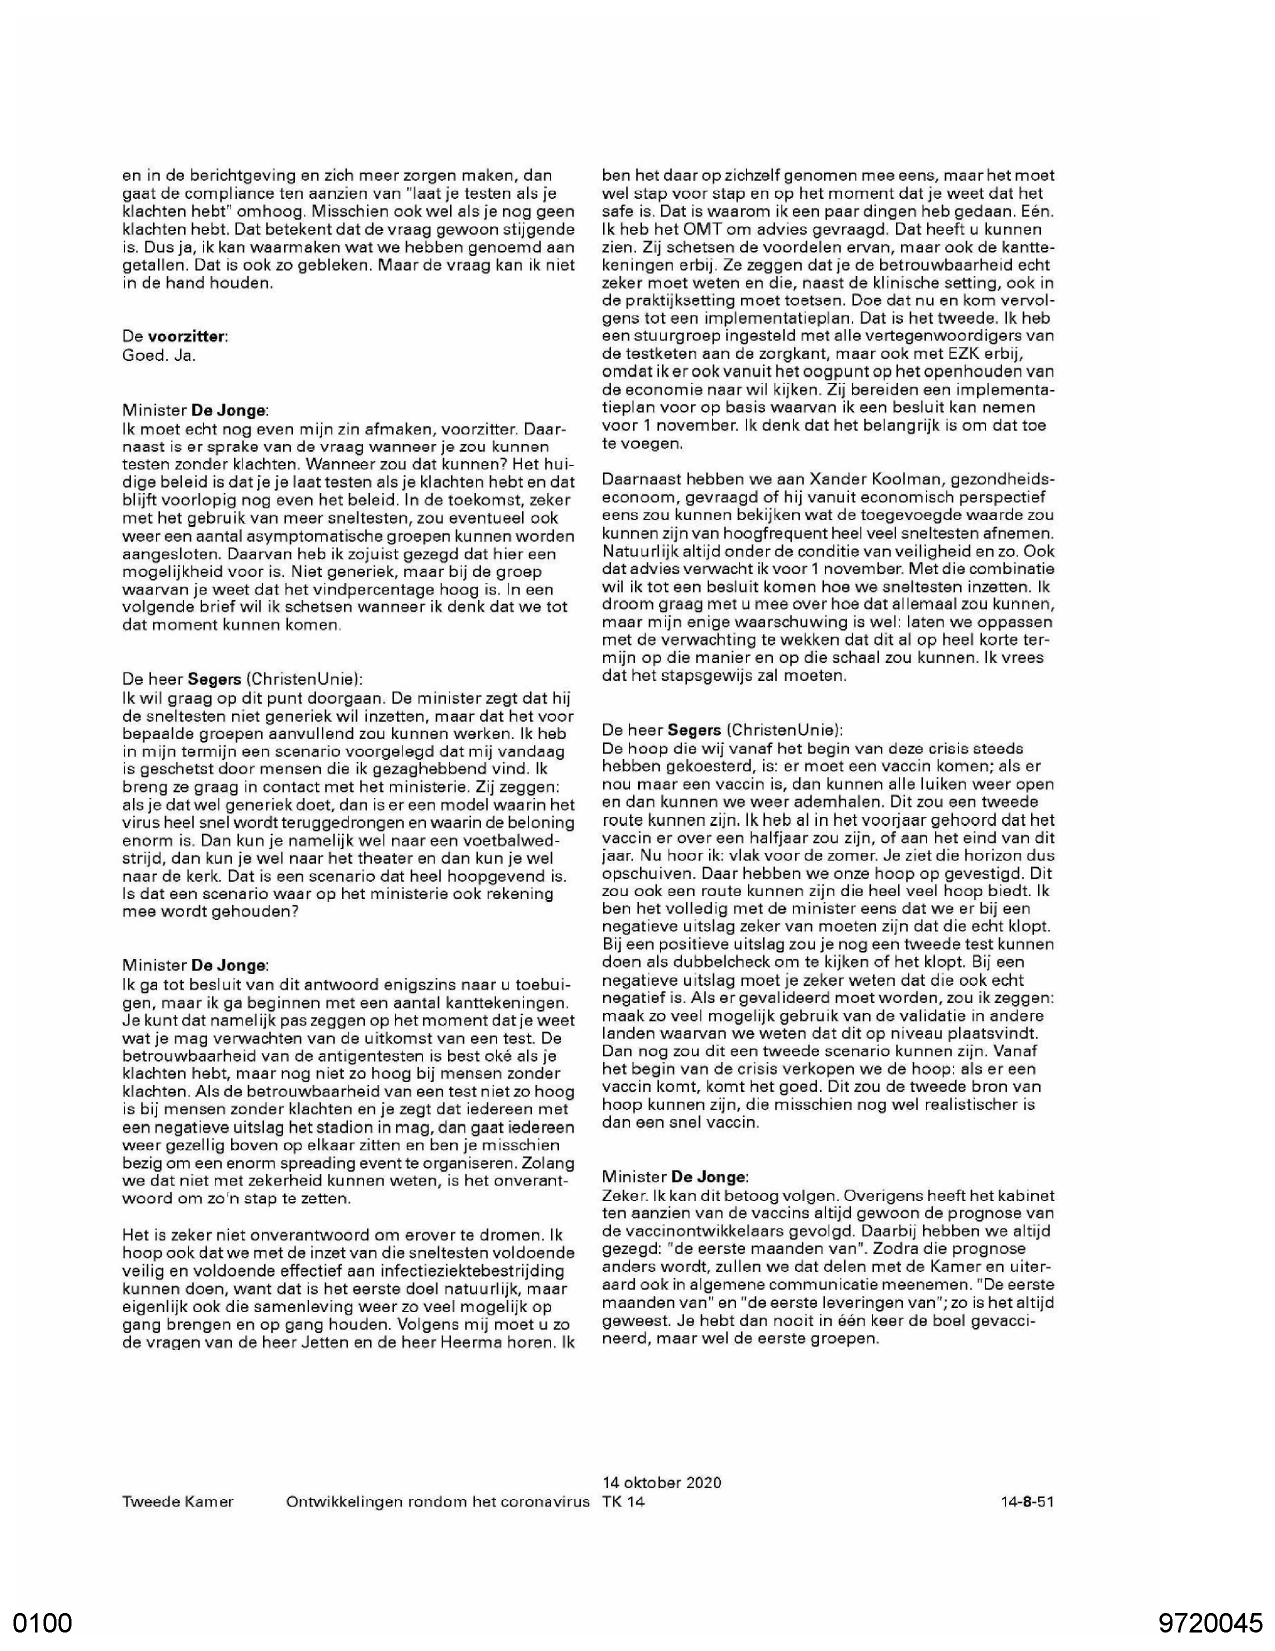 en in de berichtgeving en zich meer zorgen maken, dan
gaat de compliance ten aanzien van "laat je testen als je
klachten hebt" omhoog. Misschien ook wel als je nog geen
klachten hebt. Dat betekent dat de vraag gewoon stijgende
is. Dus ja, ik kan waarmaken wat we hebben genoemd aan
getallen. Dat is ook zo gebleken. Maar de vraag kan ik niet
in de hand houden.
De voorzitter:
Goed. Ja.
Minister De Jonge:
Ik moet echt nog even mijn zin afmaken, voorzitter. Daar-
naast is er sprake van de vraag wanneer je zou kunnen
testen zonder klachten. Wanneer zou dat kunnen? Het hui-
dige beleid is dat je je laat testen als je klachten hebt en dat
blijft voorlopig nog even het beleid. In de toekomst, zeker
met het gebruik van meer sneltesten, zou eventueel ook
weer een aantal asymptomatische groepen kunnen worden
aangesloten. Daarvan heb ik zojuist gezegd dat hier een
mogelijkheid voor is. Niet generiek, maar bij de groep
waarvan je weet dat het vindpercentage hoog is. In een
volgende brief wil ik schetsen wanneer ik denk dat we tot
dat moment kunnen komen.
De heer Segers (ChristenUnie):
Ik wil graag op dit punt doorgaan. De minister zegt dat hij
de sneltesten niet generiek wil inzetten, maar dat het voor
bepaalde groepen aanvullend zou kunnen werken. Ik heb
in mijn termijn een scenario voorgelegd dat mij vandaag
is geschetst door mensen die ik gezaghebbend vind. Ik
breng ze graag in contact met het ministerie. Zij zeggen:
als je dat wel generiek doet, dan is er een model waarin het
virus heel snel wordt teruggedrongen en waarin de beloning
enorm is. Dan kun je namelijk wel naar een voetbalwed-
strijd, dan kun je wel naar het theater en dan kun je wel
naar de kerk. Dat is een scenario dat heel hoopgevend is.
Is dat een scenario waar op het ministerie ook rekening
mee wordt gehouden?
Minister De Jonge:
Ik ga tot besluit van dit antwoord enigszins naar u toebui-
gen, maar ik ga beginnen met een aantal kanttekeningen.
Je kunt dat namelijk pas zeggen op het moment dat je weet
wat je mag verwachten van de uitkomst van een test. De
betrouwbaarheid van de antigentesten is best oké als je
klachten hebt, maar nog niet zo hoog bij mensen zonder
klachten. Als de betrouwbaarheid van een test niet zo hoog
is bij mensen zonder klachten en je zegt dat iedereen met
een negatieve uitslag het stadion in mag, dan gaat iedereen
weer gezellig boven op elkaar zitten en ben je misschien
bezig om een enorm spreading event te organiseren. Zolang
we dat niet met zekerheid kunnen weten, is het onverant-
woord om zo'n stap te zetten.
Het is zeker niet onverantwoord om erover te dromen. Ik
hoop ook dat we met de inzet van die sneltesten voldoende
veilig en voldoende effectief aan infectieziektebestrijding
kunnen doen, want dat is het eerste doel natuurlijk, maar
eigenlijk ook die samenleving weer zo veel mogelijk op
gang brengen en op gang houden. Volgens mij moet u zo
de vragen van de heer Jetten en de heer Heerma horen. Ik
ben het daar op zichzelf genomen mee eens, maar het moet
wel stap voor stap en op het moment dat je weet dat het
safe is. Dat is waarom ik een paar dingen heb gedaan. Eén.
Ik heb het OMT om advies gevraagd. Dat heeft u kunnen
zien. Zij schetsen de voordelen ervan, maar ook de kantte-
keningen erbij. Ze zeggen dat je de betrouwbaarheid echt
zeker moet weten en die, naast de klinische setting, ook in
de praktijksetting moet toetsen. Doe dat nu en kom vervol-
gens tot een implementatieplan. Dat is het tweede. Ik heb
een stuurgroep ingesteld met alle vertegenwoordigers van
de testketen aan de zorgkant, maar ook met EZK erbij,
omdat ik er ook vanuit het oogpunt op het openhouden van
de economie naar wil kijken. Zij bereiden een implementa-
tieplan voor op basis waarvan ik een besluit kan nemen
voor 1 november. Ik denk dat het belangrijk is om dat toe
te voegen.
Daarnaast hebben we aan Xander Koolman, gezondheids-
econoom, gevraagd of hij vanuit economisch perspectief
eens zou kunnen bekijken wat de toegevoegde waarde zou
kunnen zijn van hoogfrequent heel veel sneltesten afnemen.
Natuurlijk altijd onder de conditie van veiligheid en zo. Ook
dat advies verwacht ik voor 1 november. Met die combinatie
wil ik tot een besluit komen hoe we sneltesten inzetten. Ik
droom graag met u mee over hoe dat allemaal zou kunnen,
maar mijn enige waarschuwing is wel: laten we oppassen
met de verwachting te wekken dat dit al op heel korte ter-
mijn op die manier en op die schaal zou kunnen. Ik vrees
dat het stapsgewijs zal moeten.
De heer Segers (ChristenUnie):
De hoop die wij vanaf het begin van deze crisis steeds
hebben gekoesterd, is: er moet een vaccin komen; als er
nou maar een vaccin is, dan kunnen alle luiken weer open
en dan kunnen we weer ademhalen. Dit zou een tweede
route kunnen zijn. Ik heb al in het voorjaar gehoord dat het
vaccin er over een halfjaar zou zijn, of aan het eind van dit
jaar. Nu hoor ik: vlak voor de zomer. Je ziet die horizon dus
opschuiven. Daar hebben we onze hoop op gevestigd. Dit
zou ook een route kunnen zijn die heel veel hoop biedt. Ik
ben het volledig met de minister eens dat we er bij een
negatieve uitslag zeker van moeten zijn dat die echt klopt.
Bij een positieve uitslag zou je nog een tweede test kunnen
doen als dubbelcheck om te kijken of het klopt. Bij een
negatieve uitslag moet je zeker weten dat die ook echt
negatief is. Als er gevalideerd moet worden, zou ik zeggen:
maak zo veel mogelijk gebruik van de validatie in andere
landen waarvan we weten dat dit op niveau plaatsvindt.
Dan nog zou dit een tweede scenario kunnen zijn. Vanaf
het begin van de crisis verkopen we de hoop: als er een
vaccin komt, komt het goed. Dit zou de tweede bron van
hoop kunnen zijn, die misschien nog wel realistischer is
dan een snel vaccin.
Minister De Jonge:
Zeker. Ik kan dit betoog volgen. Overigens heeft het kabinet
ten aanzien van de vaccins altijd gewoon de prognose van
de vaccinontwikkelaars gevolgd. Daarbij hebben we altijd
gezegd: "de eerste maanden van". Zodra die prognose
anders wordt, zullen we dat delen met de Kamer en uiter-
aard ook in algemene communicatie meenemen. "De eerste
maanden van" en "de eerste leveringen van"; zo is het altijd
geweest. Je hebt dan nooit in één keer de boel gevacci-
neerd, maar wel de eerste groepen.
14 oktober 2020
Tweede Kamer Ontwikkelingen rondom het coronavirus TK 14 14-8-51
0100 9720045